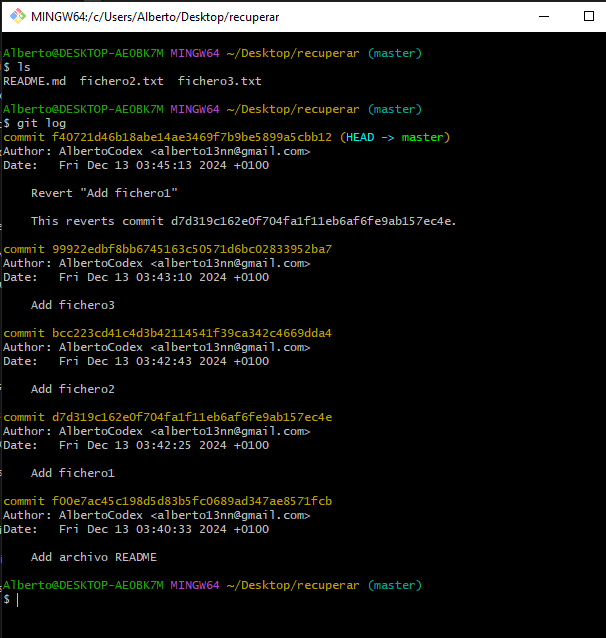 MINGW64:/c/Users/Alberto/Desktop/recuperar
Alberto@DESKTOP-AEOBK7M MINGW64 ~/Desktop/recuperar (master)
$ ls
README.md  fichero2.txt  fichero3.txt
Alberto@DESKTOP-AEOBK7M MINGW64 ~/Desktop/recuperar (master)
$ git log
commit f40721d46b18abe14ae3469f7b9be5899a5cbb12 (HEAD -> master)
Author: AlbertoCodex <alberto13nn@gmail.com>
Date:   Fri Dec 13 03:45:13 2024 +0100
Revert "Add fichero1"
This reverts commit d7d319c162e0f704fa1f11eb6af6fe9ab157ec4e.
commit 99922edbf8bb6745163c50571d6bc02833952ba7
Author: AlbertoCodex <alberto13nn@gmail.com>
Date:   Fri Dec 13 03:43:10 2024 +0100
Add fichero3
commit bcc223cd41c4d3b42114541f39ca342c4669dda4
Author: AlbertoCodex <alberto13nn@gmail.com>
Date:   Fri Dec 13 03:42:43 2024 +0100
Add fichero2
commit d7d319c162e0f704fa1f11eb6af6fe9ab157ec4e
Author: AlbertoCodex <alberto13nn@gmail.com>
Date:   Fri Dec 13 03:42:25 2024 +0100
Add fichero1
commit f00e7ac45c198d5d83b5fc0689ad347ae8571fcb
Author: AlbertoCodex <alberto13nn@gmail.com>
Date:   Fri Dec 13 03:40:33 2024 +0100
Add archivo README
Alberto@DESKTOP-AEOBK7M MINGW64 ~/Desktop/recuperar (master)
$